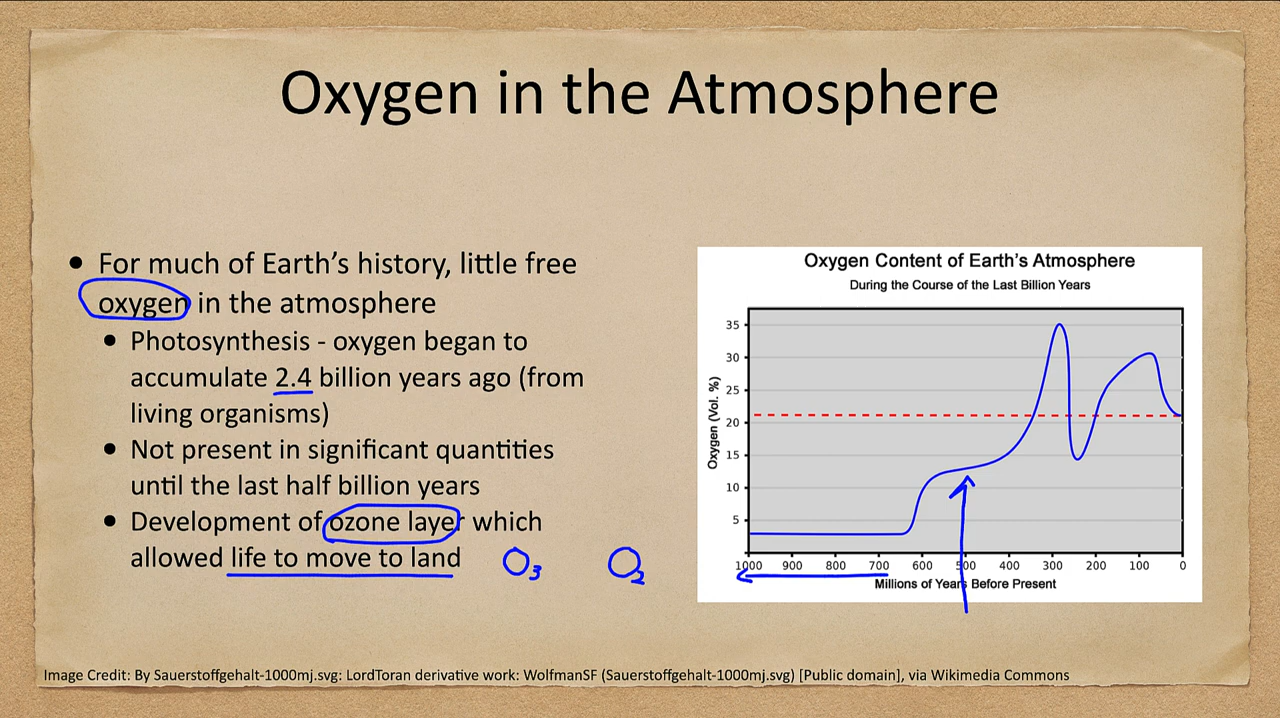 Oxygen in the Atmosphere
• For much of Earth's history, little free
oxygen in the atmosphere
• Photosynthesis - oxygen began to
accumulate 2.4 billion years ago (from
living organisms)
• Not present in significant quantities
until the last half billion years
• Development of ozone layer which
allowed life to move to land
O3 O2
Oxygen Content of Earth's Atmosphere
During the Course of the Last Billion Years
Oxygen (Vol. %)
35
30
25
20
15
10
5
1000 900 800 700 600 500 400 300 200 100 0
Millions of Years Before Present
Image Credit: By Sauerstoffgehalt-1000mj.svg: LordToran derivative work: WolfmanSF (Sauerstoffgehalt-1000mj.svg) [Public domain], via Wikimedia Commons